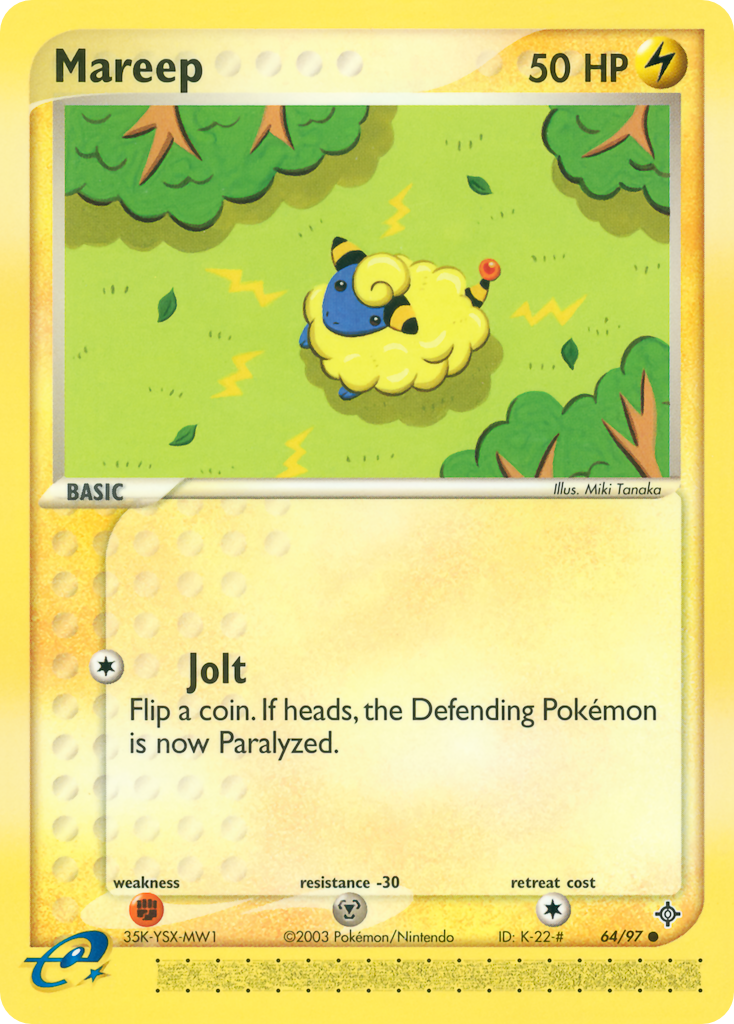 Mareep
50 HP
BASIC
Illus. Miki Tanaka
Jolt
Flip a coin. If heads, the Defending Pokémon
is now Paralyzed.
weakness
resistance -30
retreat cost
35K-YSX-MW1
©2003 Pokémon/Nintendo
ID: K-22-#
64/97
e